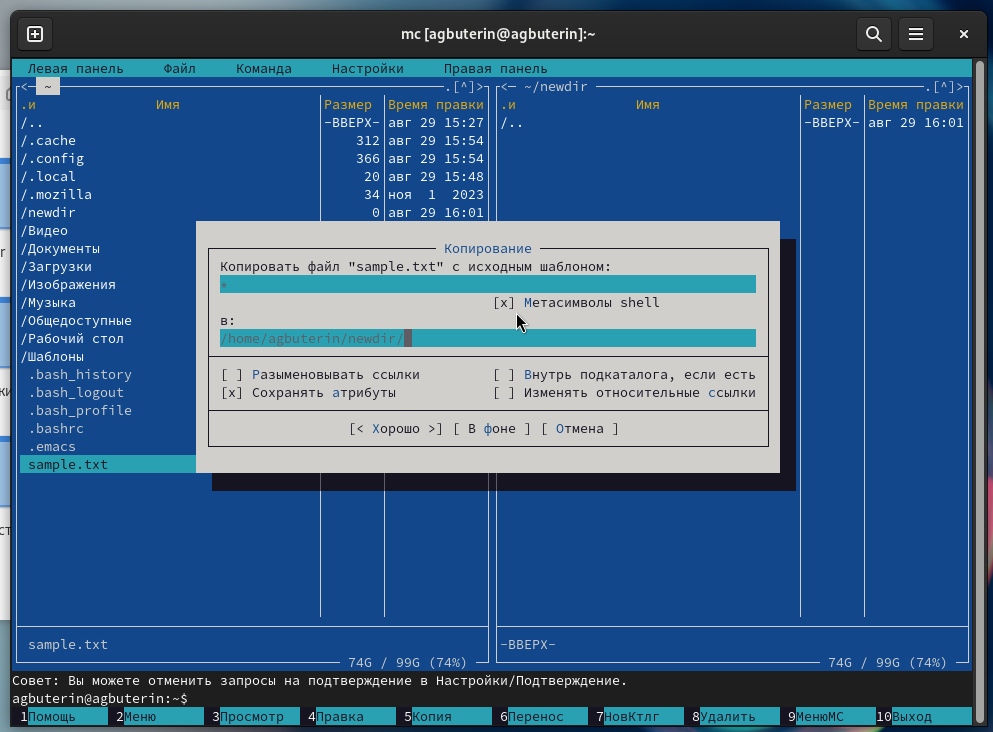 mc [agbuterin@agbuterin]:~
Левая панель Файл Команда Настройки Правая панель
<─ ~ .[^]> <─ ~/newdir .[^]>
.и Имя Размер Время правки .и Имя Размер Время правки
/.. -ВВЕРХ- авг 29 15:27 /.. -ВВЕРХ- авг 29 16:01
/.cache 312 авг 29 15:54
/.config 366 авг 29 15:54
/.local 20 авг 29 15:48
/.mozilla 34 ноя 1 2023
/newdir 0 авг 29 16:01
/Видео
/Документы
/Загрузки
/Изображения
/Музыка
/Общедоступные
/Рабочий стол
/Шаблоны
.bash_history
.bash_logout
.bash_profile
.bashrc
.emacs
sample.txt
Копирование
Копировать файл "sample.txt" с исходным шаблоном:
*
[x] Метасимволы shell
в:
/home/agbuterin/newdir/
[ ] Разыменовывать ссылки [ ] Внутрь подкаталога, если есть
[x] Сохранять атрибуты [ ] Изменять относительные ссылки
[< Хорошо >] [ В фоне ] [ Отмена ]
sample.txt -ВВЕРХ-
74G / 99G (74%) 74G / 99G (74%)
Совет: Вы можете отменить запросы на подтверждение в Настройки/Подтверждение.
agbuterin@agbuterin:~$
1Помощь 2Меню 3Просмотр 4Правка 5Копия 6Перенос 7НовКтлг 8Удалить 9МенюMC 10Выход